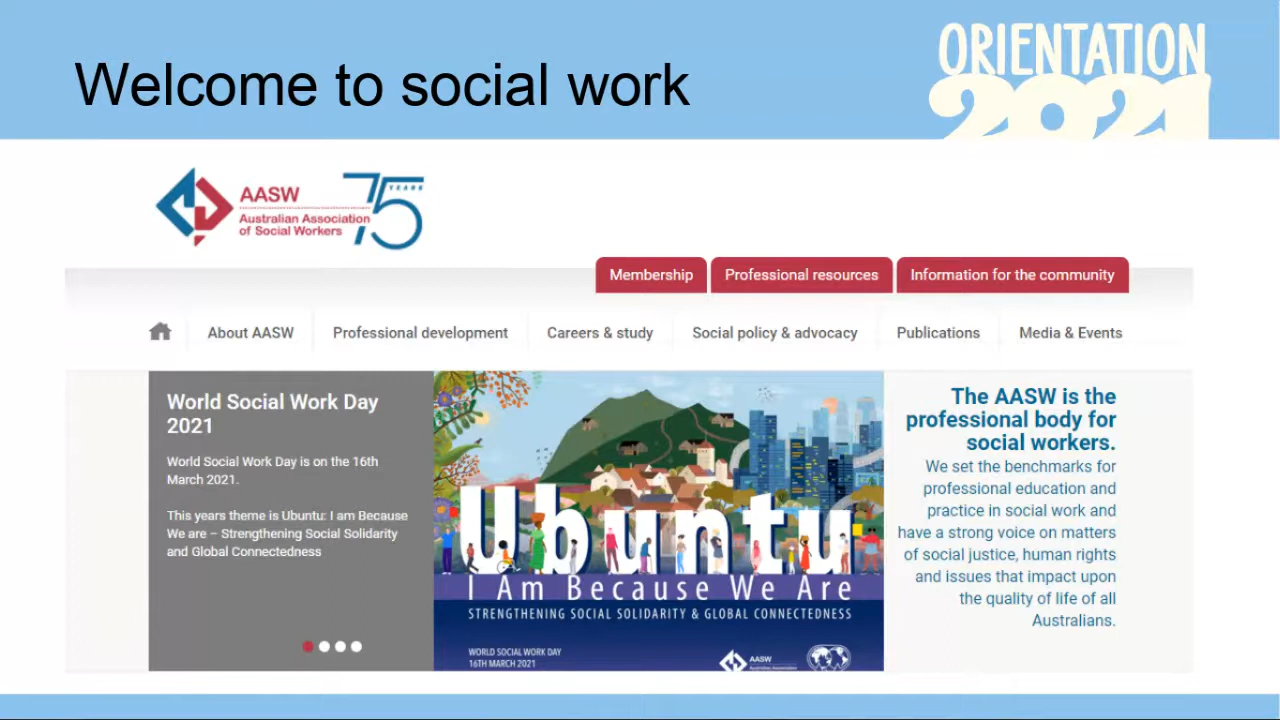 Welcome to social work
ORIENTATION
2021
AASW
Australian Association
of Social Workers
75
YEARS
Membership
Professional resources
Information for the community
About AASW
Professional development
Careers & study
Social policy & advocacy
Publications
Media & Events
World Social Work Day
2021
World Social Work Day is on the 16th
March 2021.
This years theme is Ubuntu: I am Because
We are – Strengthening Social Solidarity
and Global Connectedness
Ubuntu
I Am Because We Are
STRENGTHENING SOCIAL SOLIDARITY & GLOBAL CONNECTEDNESS
WORLD SOCIAL WORK DAY
16TH MARCH 2021
AASW
The AASW is the
professional body for
social workers.
We set the benchmarks for
professional education and
practice in social work and
have a strong voice on matters
of social justice, human rights
and issues that impact upon
the quality of life of all
Australians.